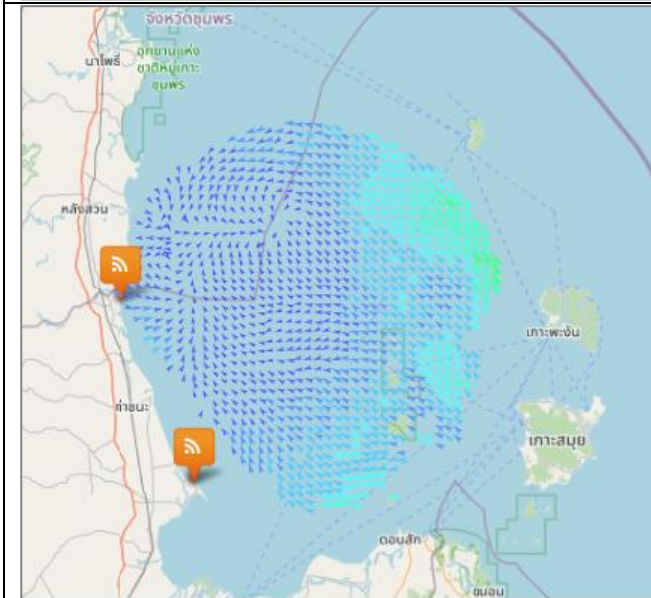 จังหวัดชุมพร
นาโพธิ์
อุทยานแห่ง
ชาติหมู่เกาะ
ชุมพร
หลังสวน
เกาะพะงัน
ท่าชนะ
เกาะสมุย
ดอนสัก
ขนอม